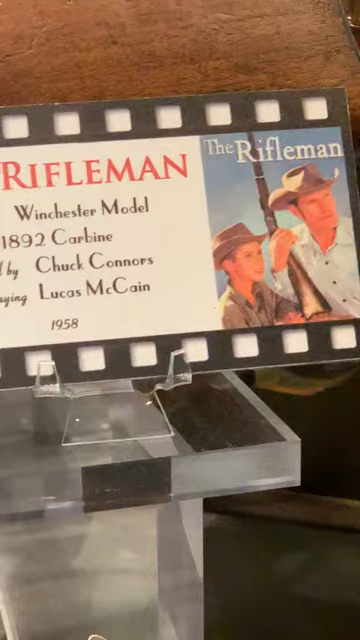 RIFLEMAN
Winchester Model
1892 Carbine
by Chuck Connors
Lucas McCain
1958
The Rifleman